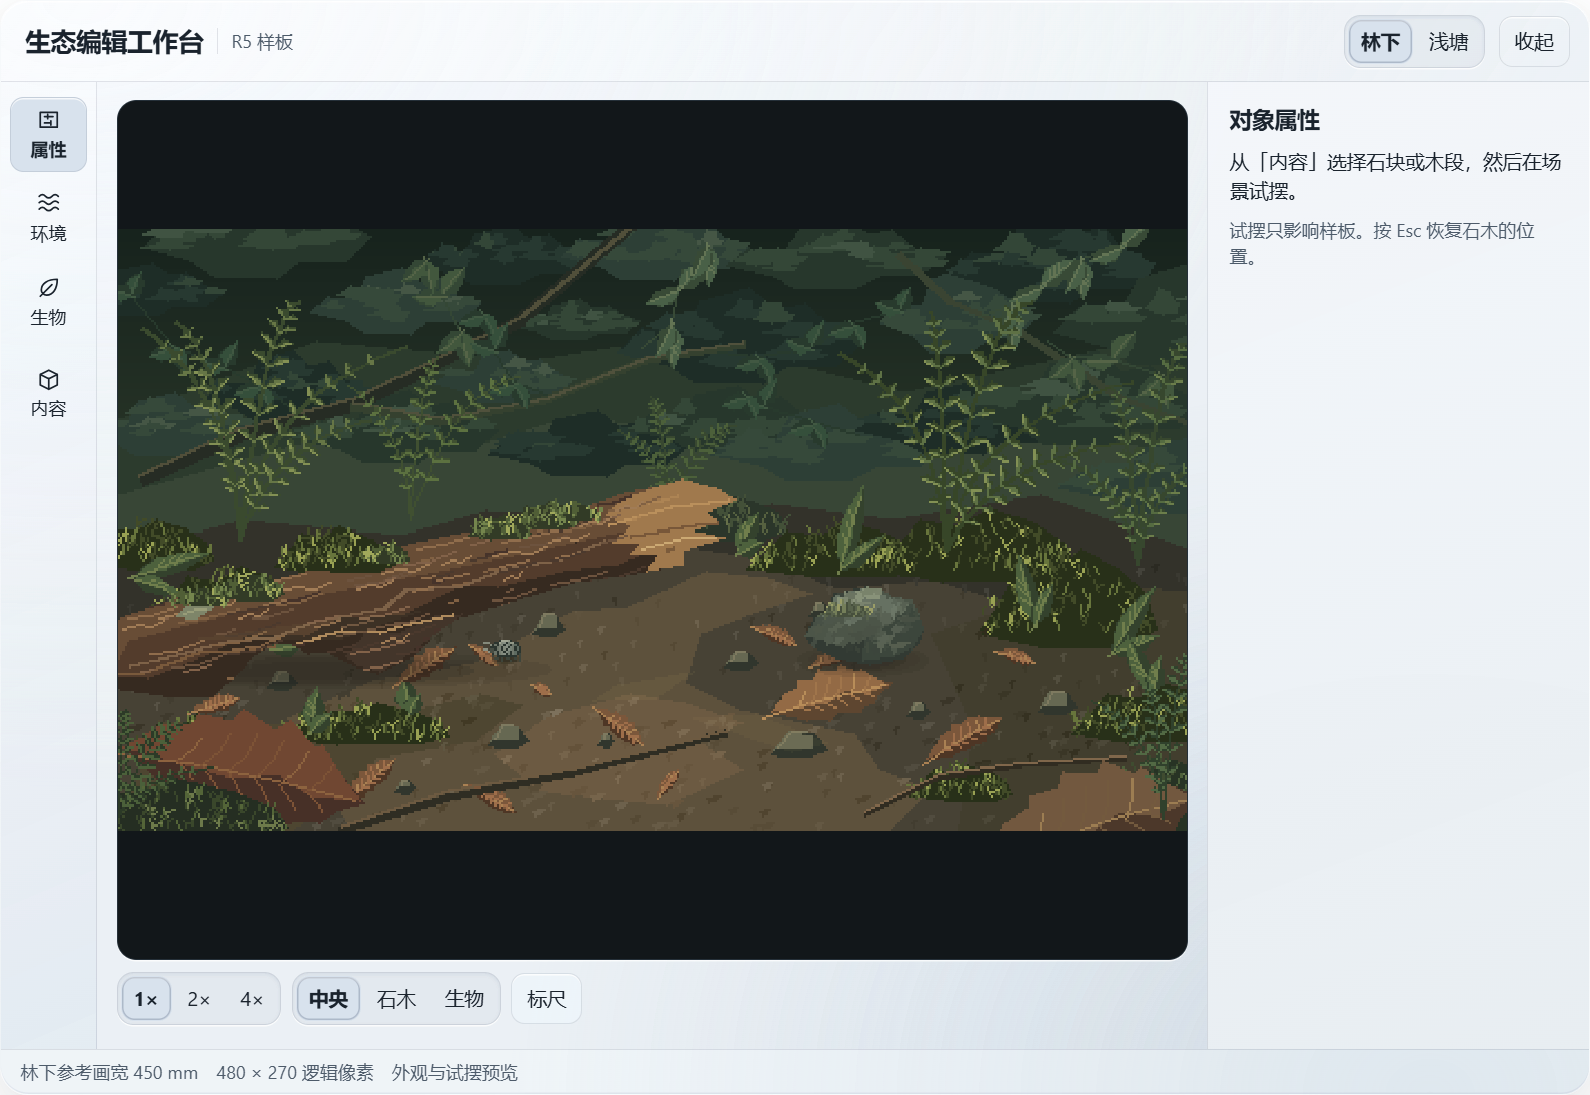 生态编辑工作台
R5 样板
林下
浅塘
收起
属性
环境
生物
内容
对象属性
从「内容」选择石块或木段，然后在场
景试摆。
试摆只影响样板。按 Esc 恢复石木的位
置。
1×
2×
4×
中央
石木
生物
标尺
林下参考画宽 450 mm
480 × 270 逻辑像素
外观与试摆预览